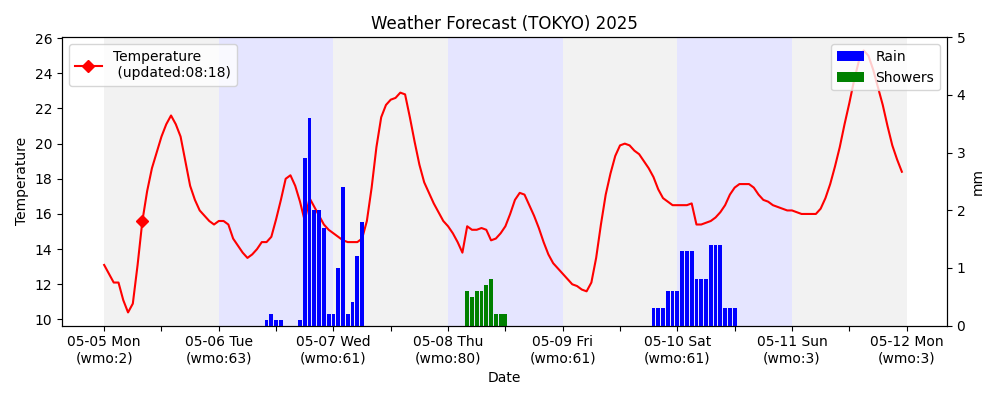 Weather Forecast (TOKYO) 2025
Temperature
(updated:08:18)
Rain
Showers
26
24
22
20
18
16
14
12
10
Temperature
5
4
3
2
1
0
mm
05-05 Mon
(wmo:2)
05-06 Tue
(wmo:63)
05-07 Wed
(wmo:61)
05-08 Thu
(wmo:80)
05-09 Fri
(wmo:61)
05-10 Sat
(wmo:61)
05-11 Sun
(wmo:3)
05-12 Mon
(wmo:3)
Date